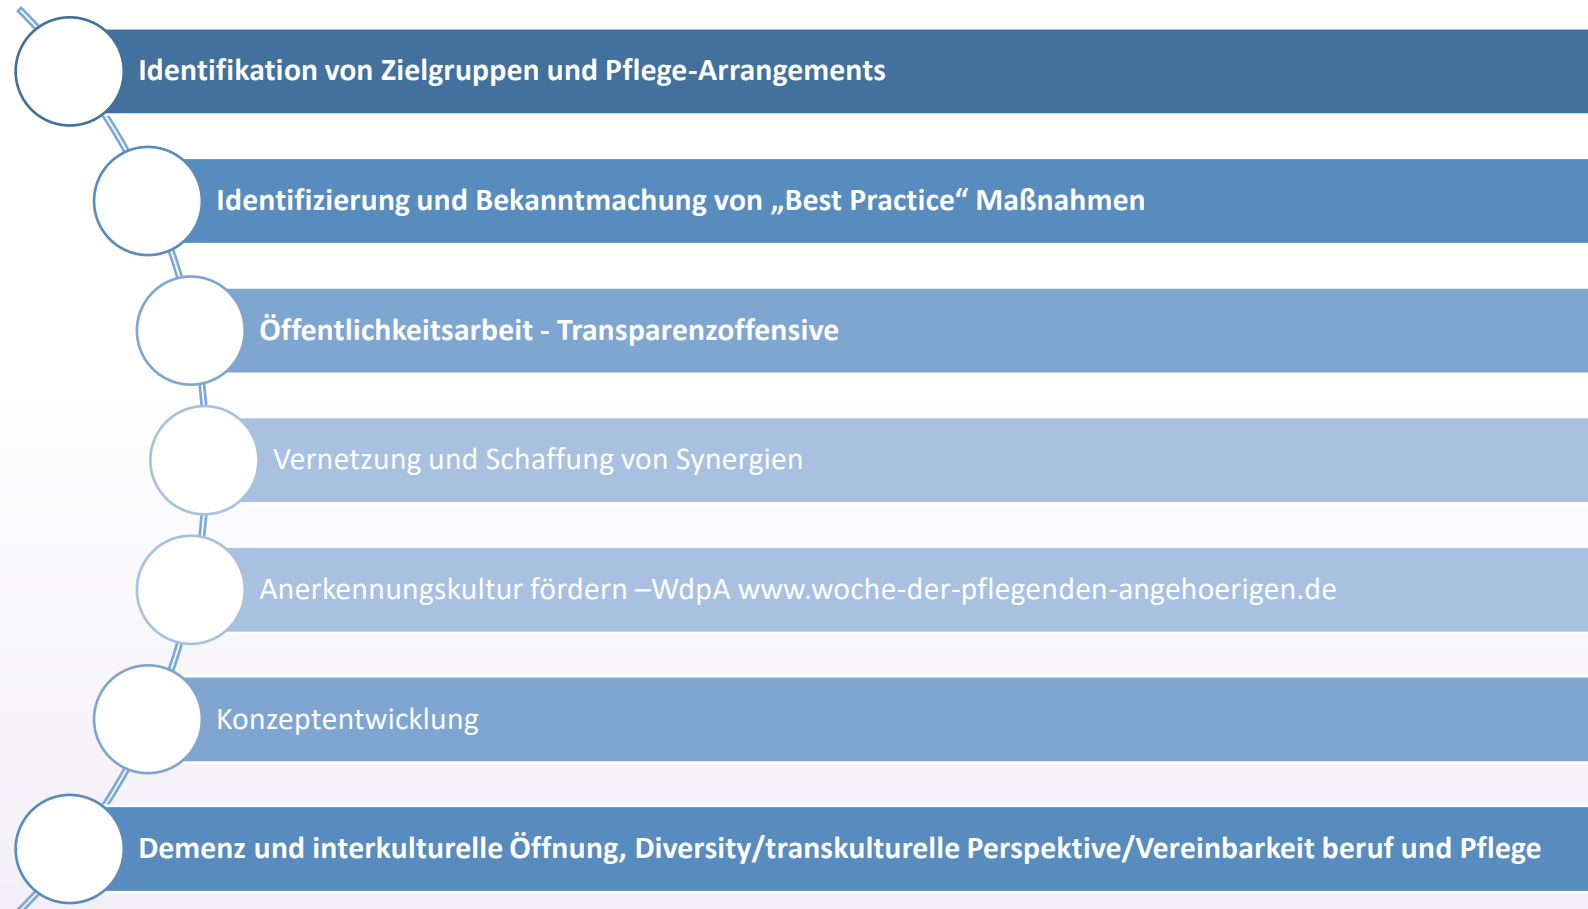 Identifikation von Zielgruppen und Pflege-Arrangements
Identifizierung und Bekanntmachung von „Best Practice“ Maßnahmen
Öffentlichkeitsarbeit - Transparenzoffensive
Vernetzung und Schaffung von Synergien
Anerkennungskultur fördern –WdpA www.woche-der-pflegenden-angehoerigen.de
Konzeptentwicklung
Demenz und interkulturelle Öffnung, Diversity/transkulturelle Perspektive/Vereinbarkeit beruf und Pflege